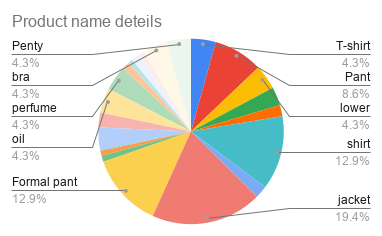 Product name deteils
Penty
4.3%
bra
4.3%
perfume
4.3%
oil
4.3%
Formal pant
12.9%
T-shirt
4.3%
Pant
8.6%
lower
4.3%
shirt
12.9%
jacket
19.4%